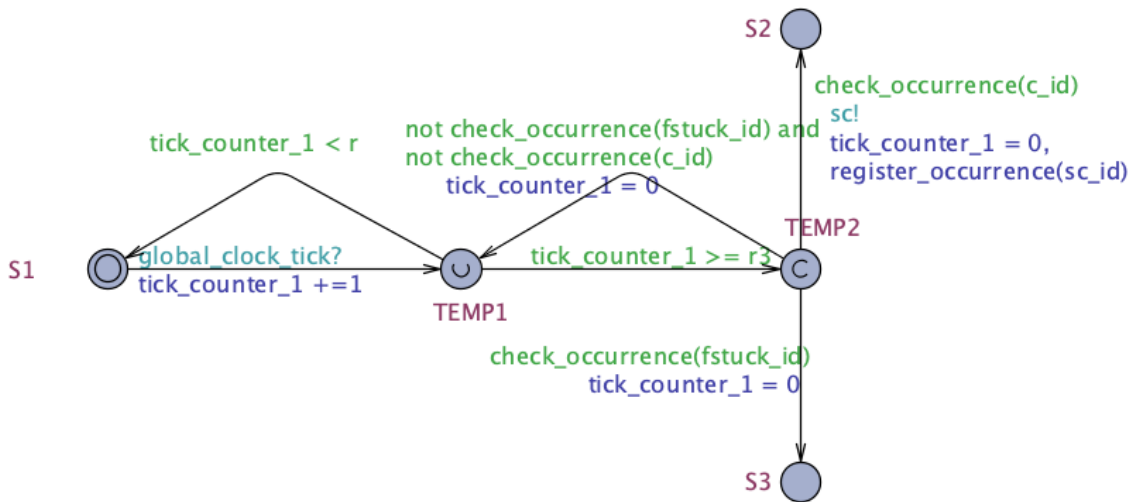 S2
check_occurrence(c_id)
sc!
tick_counter_1 = 0,
register_occurrence(sc_id)
tick_counter_1 < r
not check_occurrence(fstuck_id) and
not check_occurrence(c_id)
tick_counter_1 = 0
TEMP2
S1
global_clock_tick?
tick_counter_1 +=1
TEMP1
tick_counter_1 >= r3
check_occurrence(fstuck_id)
tick_counter_1 = 0
S3